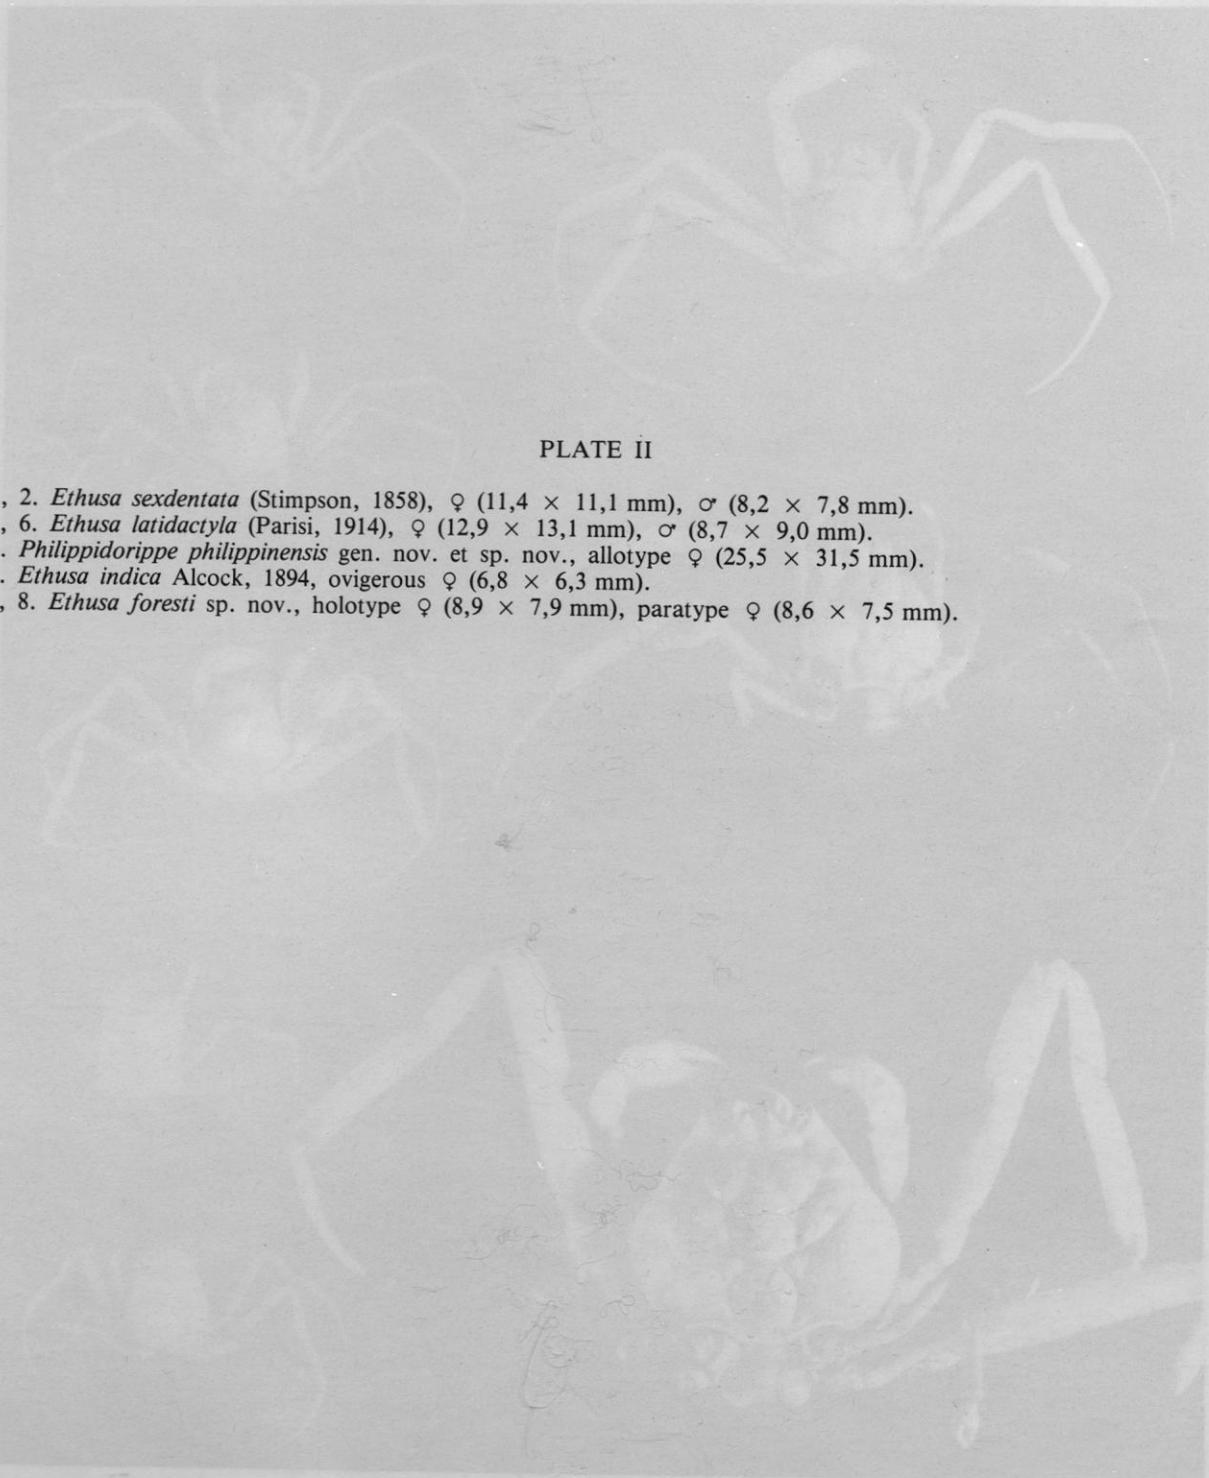 PLATE II
, 2. Ethusa sexdentata (Stimpson, 1858), ♀ (11,4 × 11,1 mm), ♂ (8,2 × 7,8 mm).
, 6. Ethusa latidactyla (Parisi, 1914), ♀ (12,9 × 13,1 mm), ♂ (8,7 × 9,0 mm).
. Philippidorippe philippinensis gen. nov. et sp. nov., allotype ♀ (25,5 × 31,5 mm).
. Ethusa indica Alcock, 1894, ovigerous ♀ (6,8 × 6,3 mm).
, 8. Ethusa foresti sp. nov., holotype ♀ (8,9 × 7,9 mm), paratype ♀ (8,6 × 7,5 mm).